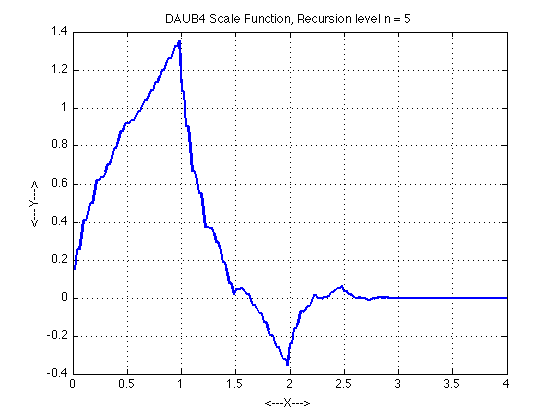 DAUB4 Scale Function, Recursion level n = 5
1.4
1.2
1
0.8
0.6
0.4
0.2
0
-0.2
-0.4
<---Y--->
0 0.5 1 1.5 2 2.5 3 3.5 4
<---X--->